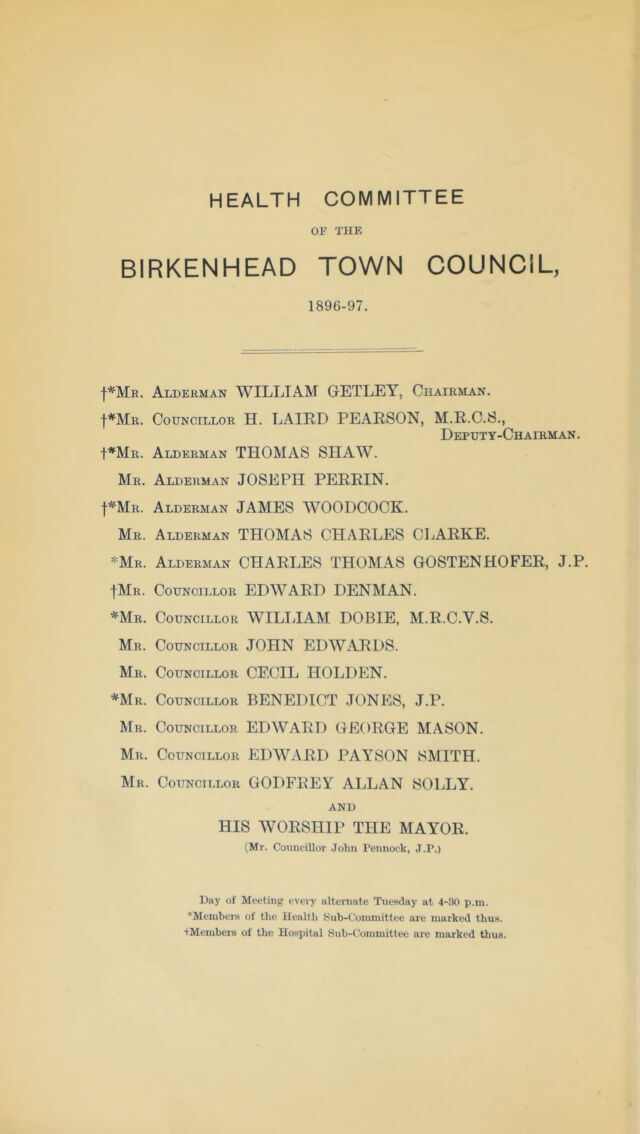 HEALTH COMMITTEE
OF THE
BIRKENHEAD TOWN COUNCIL,
1896-97.
†*Mr. Alderman WILLIAM GETLEY, Chairman.
†*Mr. Councillor H. LAIRD PEARSON, M.R.C.S.,
Deputy-Chairman.
†*Mr. Alderman THOMAS SHAW.
Mr. Alderman JOSEPH PERRIN.
†*Mr. Alderman JAMES WOODCOCK.
Mr. Alderman THOMAS CHARLES CLARKE.
*Mr. Alderman CHARLES THOMAS GOSTENHOFER, J.P.
†Mr. Councillor EDWARD DENMAN.
*Mr. Councillor WILLIAM DOBIE, M.R.C.V.S.
Mr. Councillor JOHN EDWARDS.
Mr. Councillor CECIL HOLDEN.
*Mr. Councillor BENEDICT JONES, J.P.
Mr. Councillor EDWARD GEORGE MASON.
Mr. Councillor EDWARD PAYSON SMITH.
Mr. Councillor GODFREY ALLAN SOLLY.
AND
HIS WORSHIP THE MAYOR.
(Mr. Councillor John Pennock, J.P.)
Day of Meeting every alternate Tuesday at 4-30 p.m.
*Members of the Health Sub-Committee are marked thus.
†Members of the Hospital Sub-Committee are marked thus.